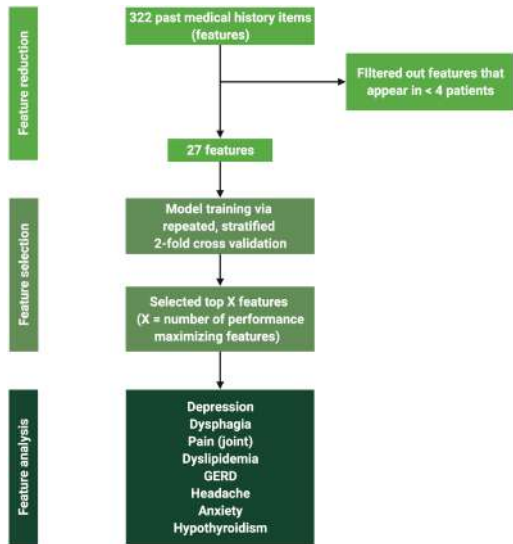 Feature reduction
322 past medical history items
(features)
Filtered out features that
appear in < 4 patients
27 features
Feature selection
Model training via
repeated, stratified
2-fold cross validation
Selected top X features
(X = number of performance
maximizing features)
Feature analysis
Depression
Dysphagia
Pain (joint)
Dyslipidemia
GERD
Headache
Anxiety
Hypothyroidism